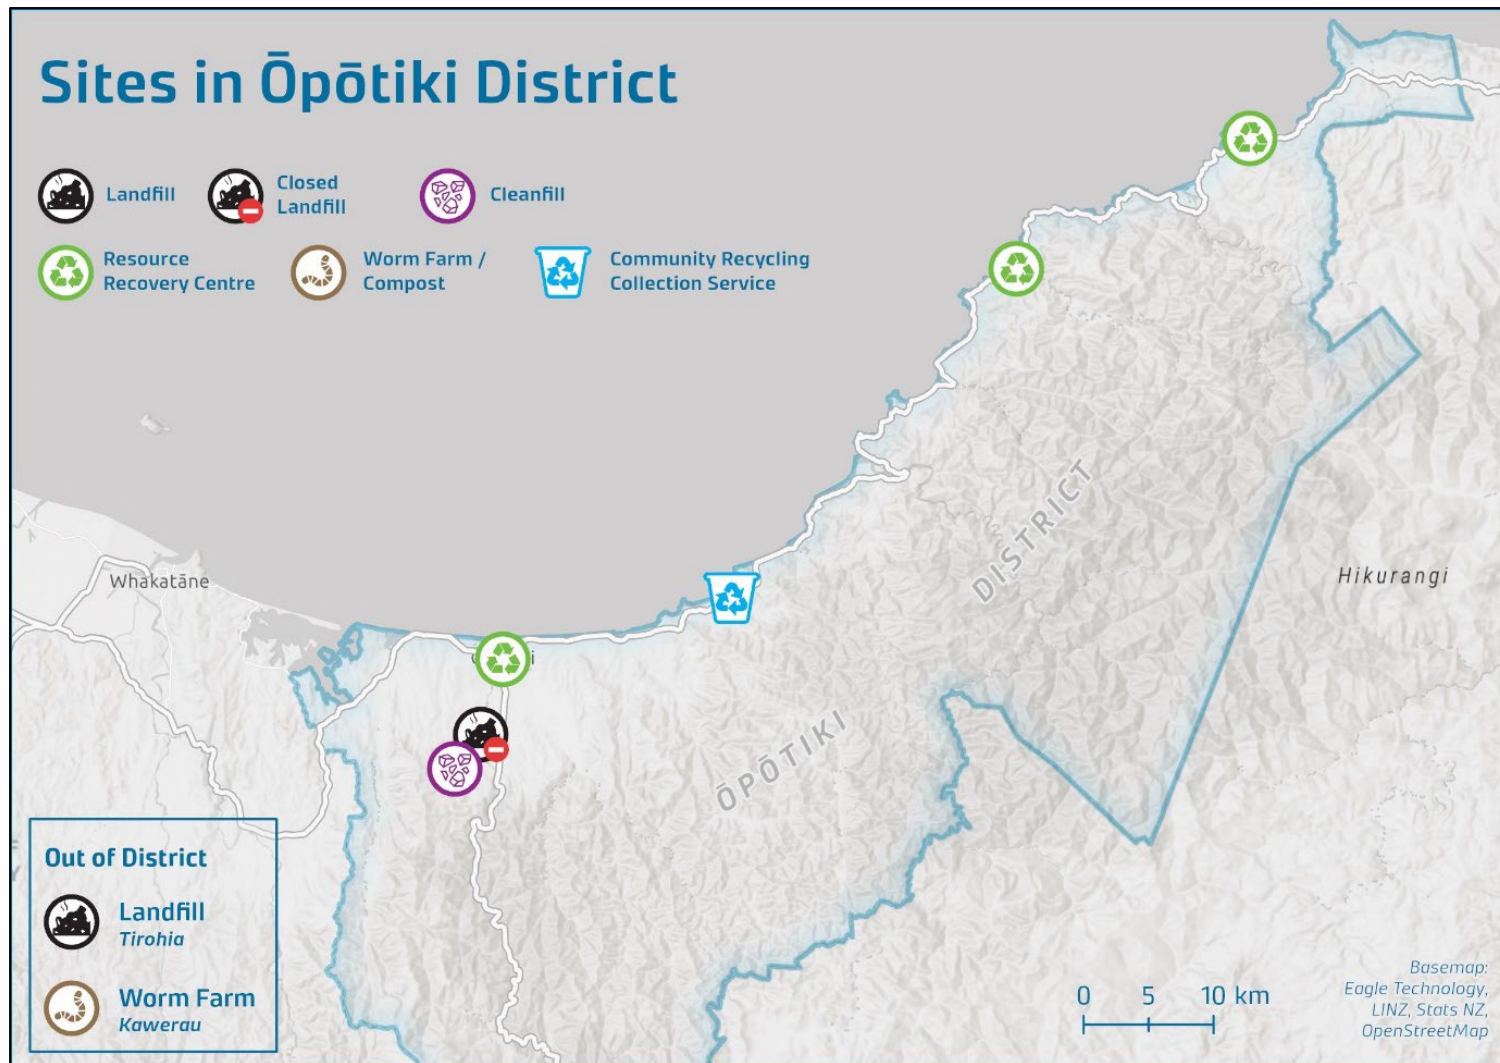 Sites in Ōpōtiki District
Landfill
Closed
Landfill
Cleanfill
Resource
Recovery Centre
Worm Farm /
Compost
Community Recycling
Collection Service
Whakatāne
DISTRICT
Hikurangi
ŌPŌTIKI
Out of District
Landfill
Tirohia
Worm Farm
Kawerau
0 5 10 km
Basemap:
Eagle Technology,
LINZ, Stats NZ,
OpenStreetMap